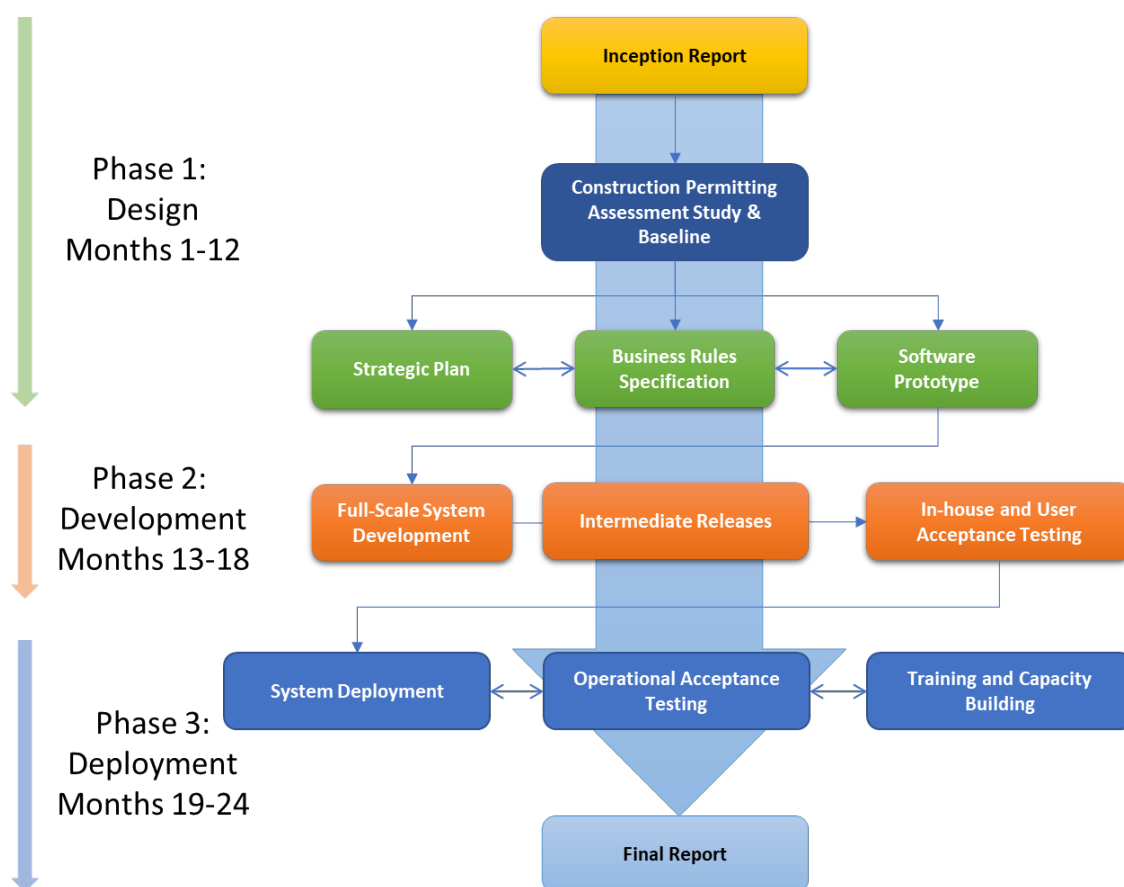 Inception Report
Phase 1:
Design
Months 1-12
Construction Permitting
Assessment Study &
Baseline
Strategic Plan
Business Rules
Specification
Software
Prototype
Phase 2:
Development
Months 13-18
Full-Scale System
Development
Intermediate Releases
In-house and User
Acceptance Testing
Phase 3:
Deployment
Months 19-24
System Deployment
Operational Acceptance
Testing
Training and Capacity
Building
Final Report